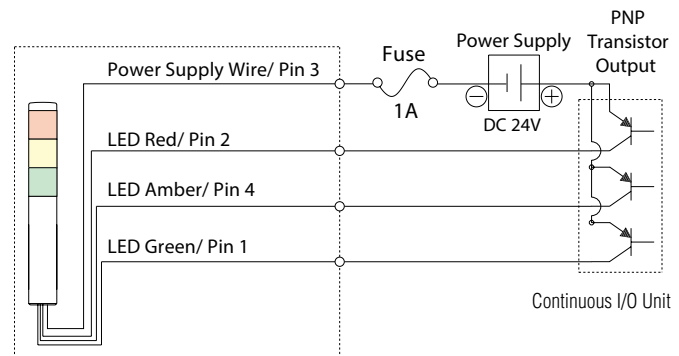 PNP
Transistor
Output
Power Supply
Fuse
Power Supply Wire/ Pin 3
1A
DC 24V
LED Red/ Pin 2
LED Amber/ Pin 4
LED Green/ Pin 1
Continuous I/O Unit